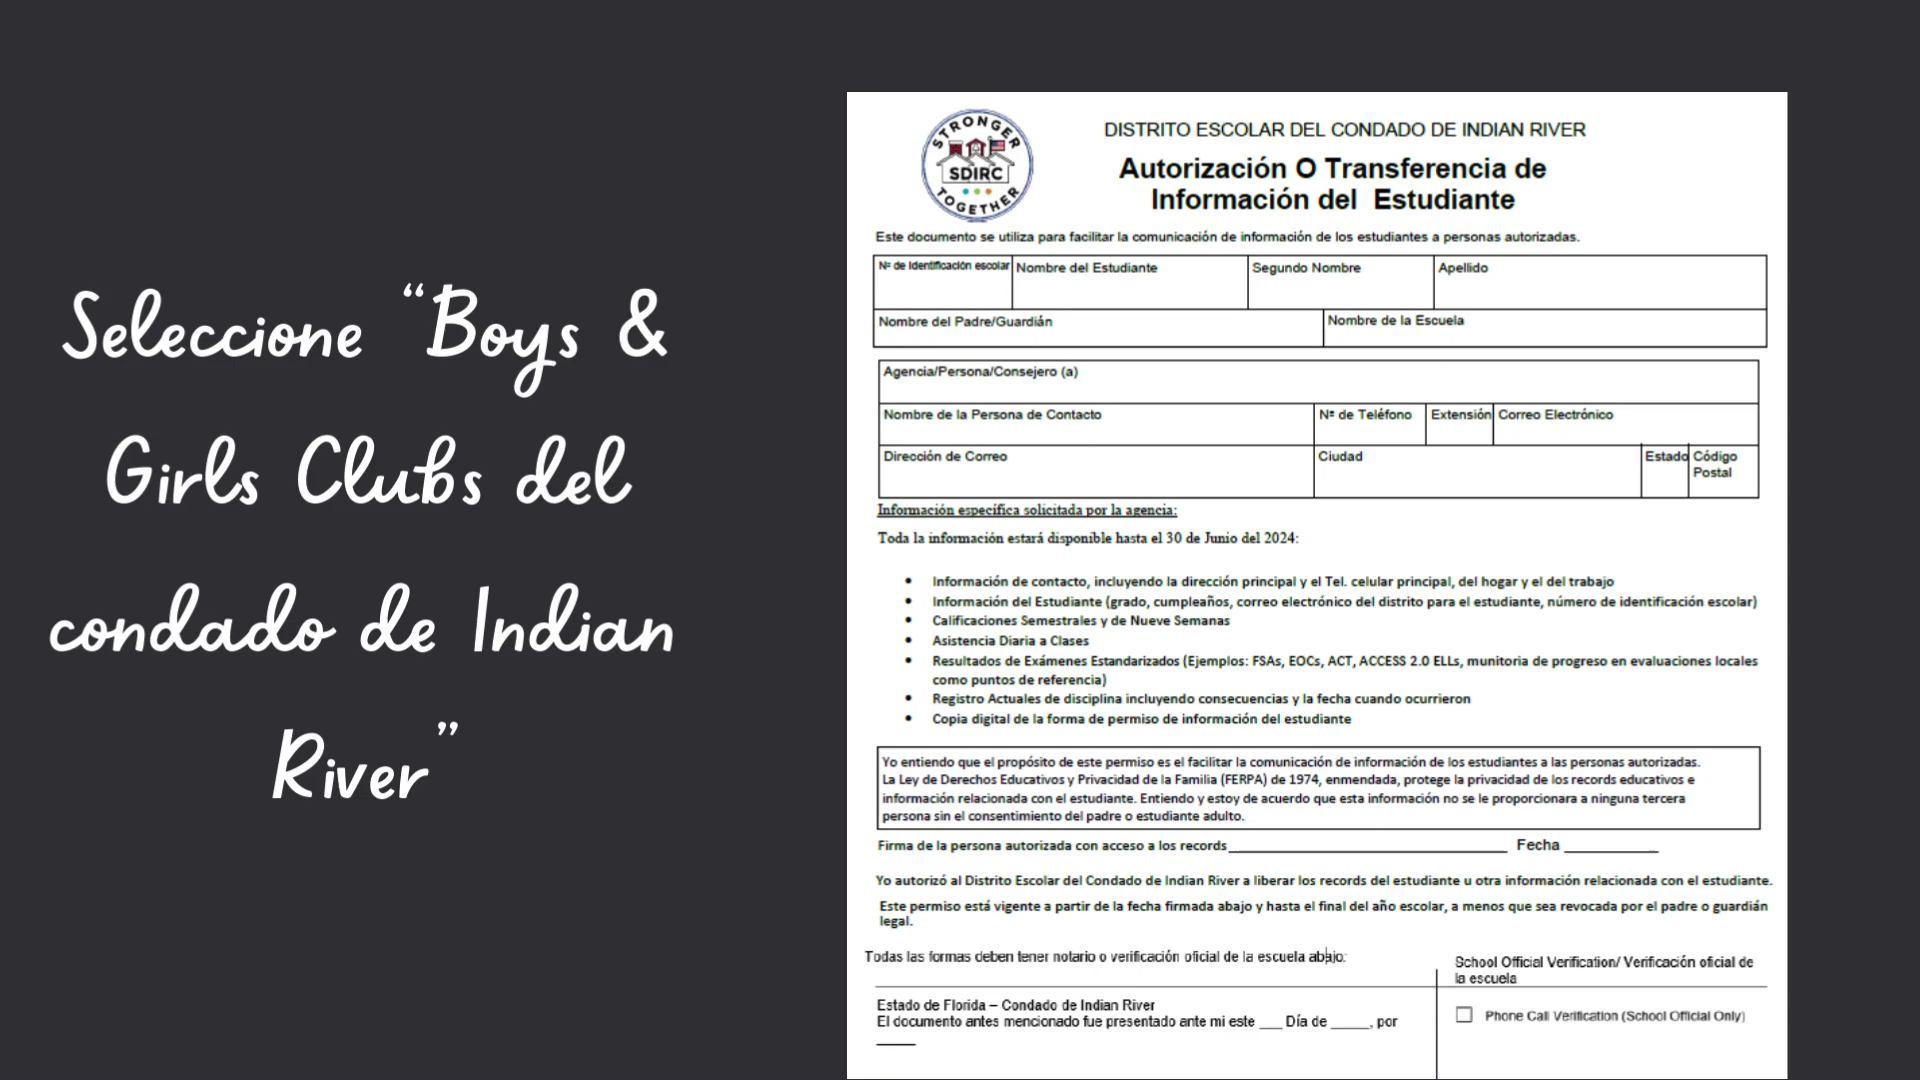 Seleccione “Boys &
Girls Clubs del
condado de Indian
River”
STRONGER
SDIRC
TOGETHER
DISTRITO ESCOLAR DEL CONDADO DE INDIAN RIVER
Autorización O Transferencia de
Información del Estudiante
Este documento se utiliza para facilitar la comunicación de información de los estudiantes a personas autorizadas.
Nº de Identificación escolar Nombre del Estudiante Segundo Nombre Apellido
Nombre del Padre/Guardián Nombre de la Escuela
Agencia/Persona/Consejero (a)
Nombre de la Persona de Contacto Nº de Teléfono Extensión Correo Electrónico
Dirección de Correo Ciudad Estado Código
Postal
Información específica solicitada por la agencia:
Toda la información estará disponible hasta el 30 de Junio del 2024:
• Información de contacto, incluyendo la dirección principal y el Tel. celular principal, del hogar y el del trabajo
• Información del Estudiante (grado, cumpleaños, correo electrónico del distrito para el estudiante, número de identificación escolar)
• Calificaciones Semestrales y de Nueve Semanas
• Asistencia Diaria a Clases
• Resultados de Exámenes Estandarizados (Ejemplos: FSAs, EOCs, ACT, ACCESS 2.0 ELLs, munitoria de progreso en evaluaciones locales
como puntos de referencia)
• Registro Actuales de disciplina incluyendo consecuencias y la fecha cuando ocurrieron
• Copia digital de la forma de permiso de información del estudiante
Yo entiendo que el propósito de este permiso es el facilitar la comunicación de información de los estudiantes a las personas autorizadas.
La Ley de Derechos Educativos y Privacidad de la Familia (FERPA) de 1974, enmendada, protege la privacidad de los records educativos e
información relacionada con el estudiante. Entiendo y estoy de acuerdo que esta información no se le proporcionara a ninguna tercera
persona sin el consentimiento del padre o estudiante adulto.
Firma de la persona autorizada con acceso a los records Fecha
Yo autorizó al Distrito Escolar del Condado de Indian River a liberar los records del estudiante u otra información relacionada con el estudiante.
Este permiso está vigente a partir de la fecha firmada abajo y hasta el final del año escolar, a menos que sea revocada por el padre o guardián
legal.
Todas las formas deben tener notario o verificación oficial de la escuela abajo:
School Official Verification/ Verificación oficial de
la escuela
Estado de Florida – Condado de Indian River
El documento antes mencionado fue presentado ante mi este ___ Día de _____, por
_____
Phone Call Verification (School Official Only)